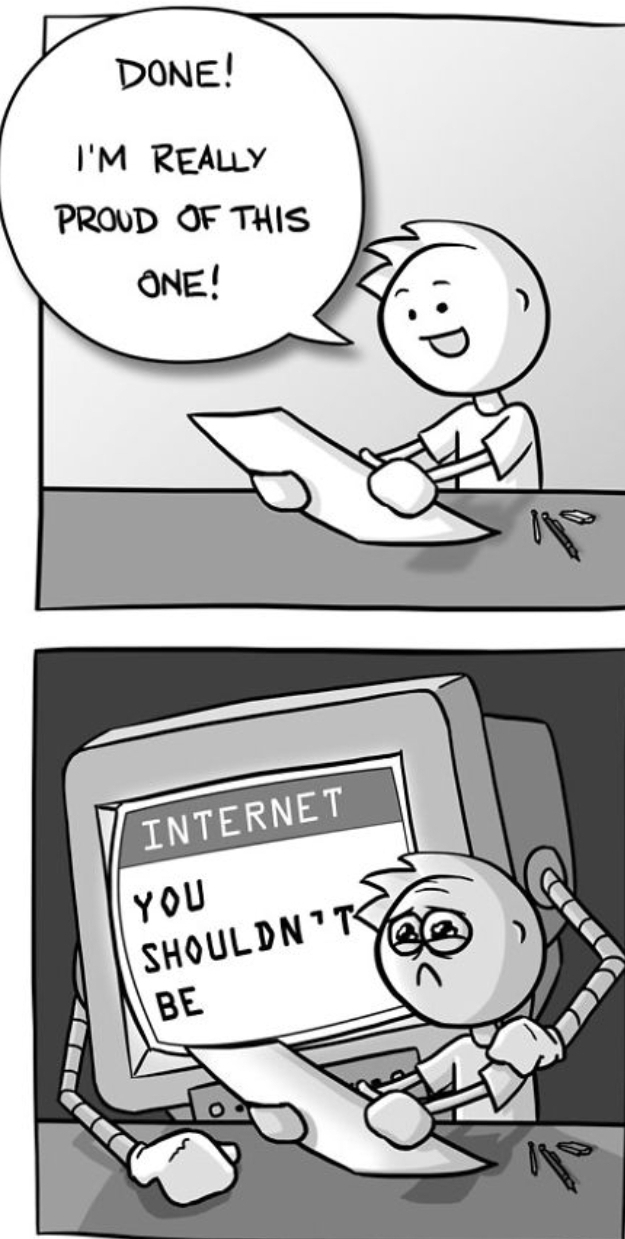 DONE!
I'M REALLY
PROUD OF THIS
ONE!
INTERNET
YOU
SHOULDN'T
BE